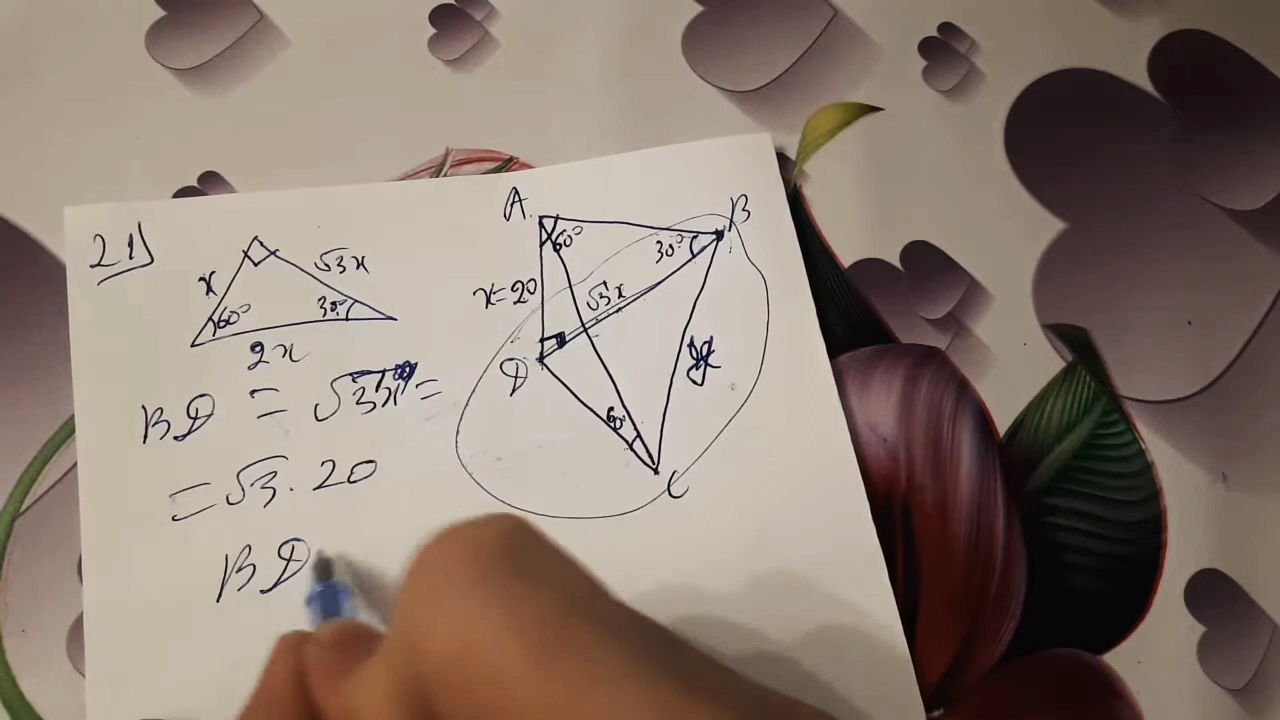 21)
x
√3x
60°
30°
2x
BD = √3x =
= √3 . 20
BD
A
B
60°
30°
x=20
√3x
D
60°
C